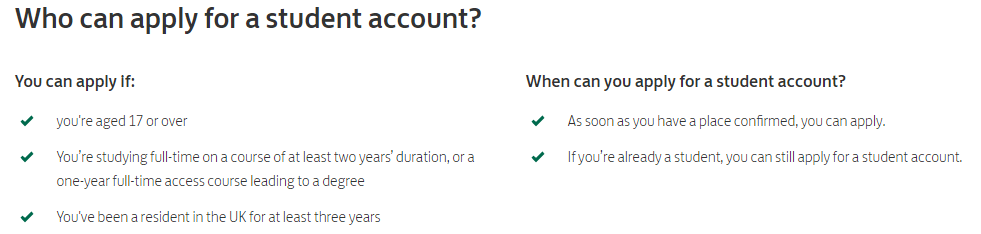 Who can apply for a student account?
You can apply if:
you're aged 17 or over
You're studying full-time on a course of at least two years' duration, or a
one-year full-time access course leading to a degree
You've been a resident in the UK for at least three years
When can you apply for a student account?
As soon as you have a place confirmed, you can apply.
If you're already a student, you can still apply for a student account.